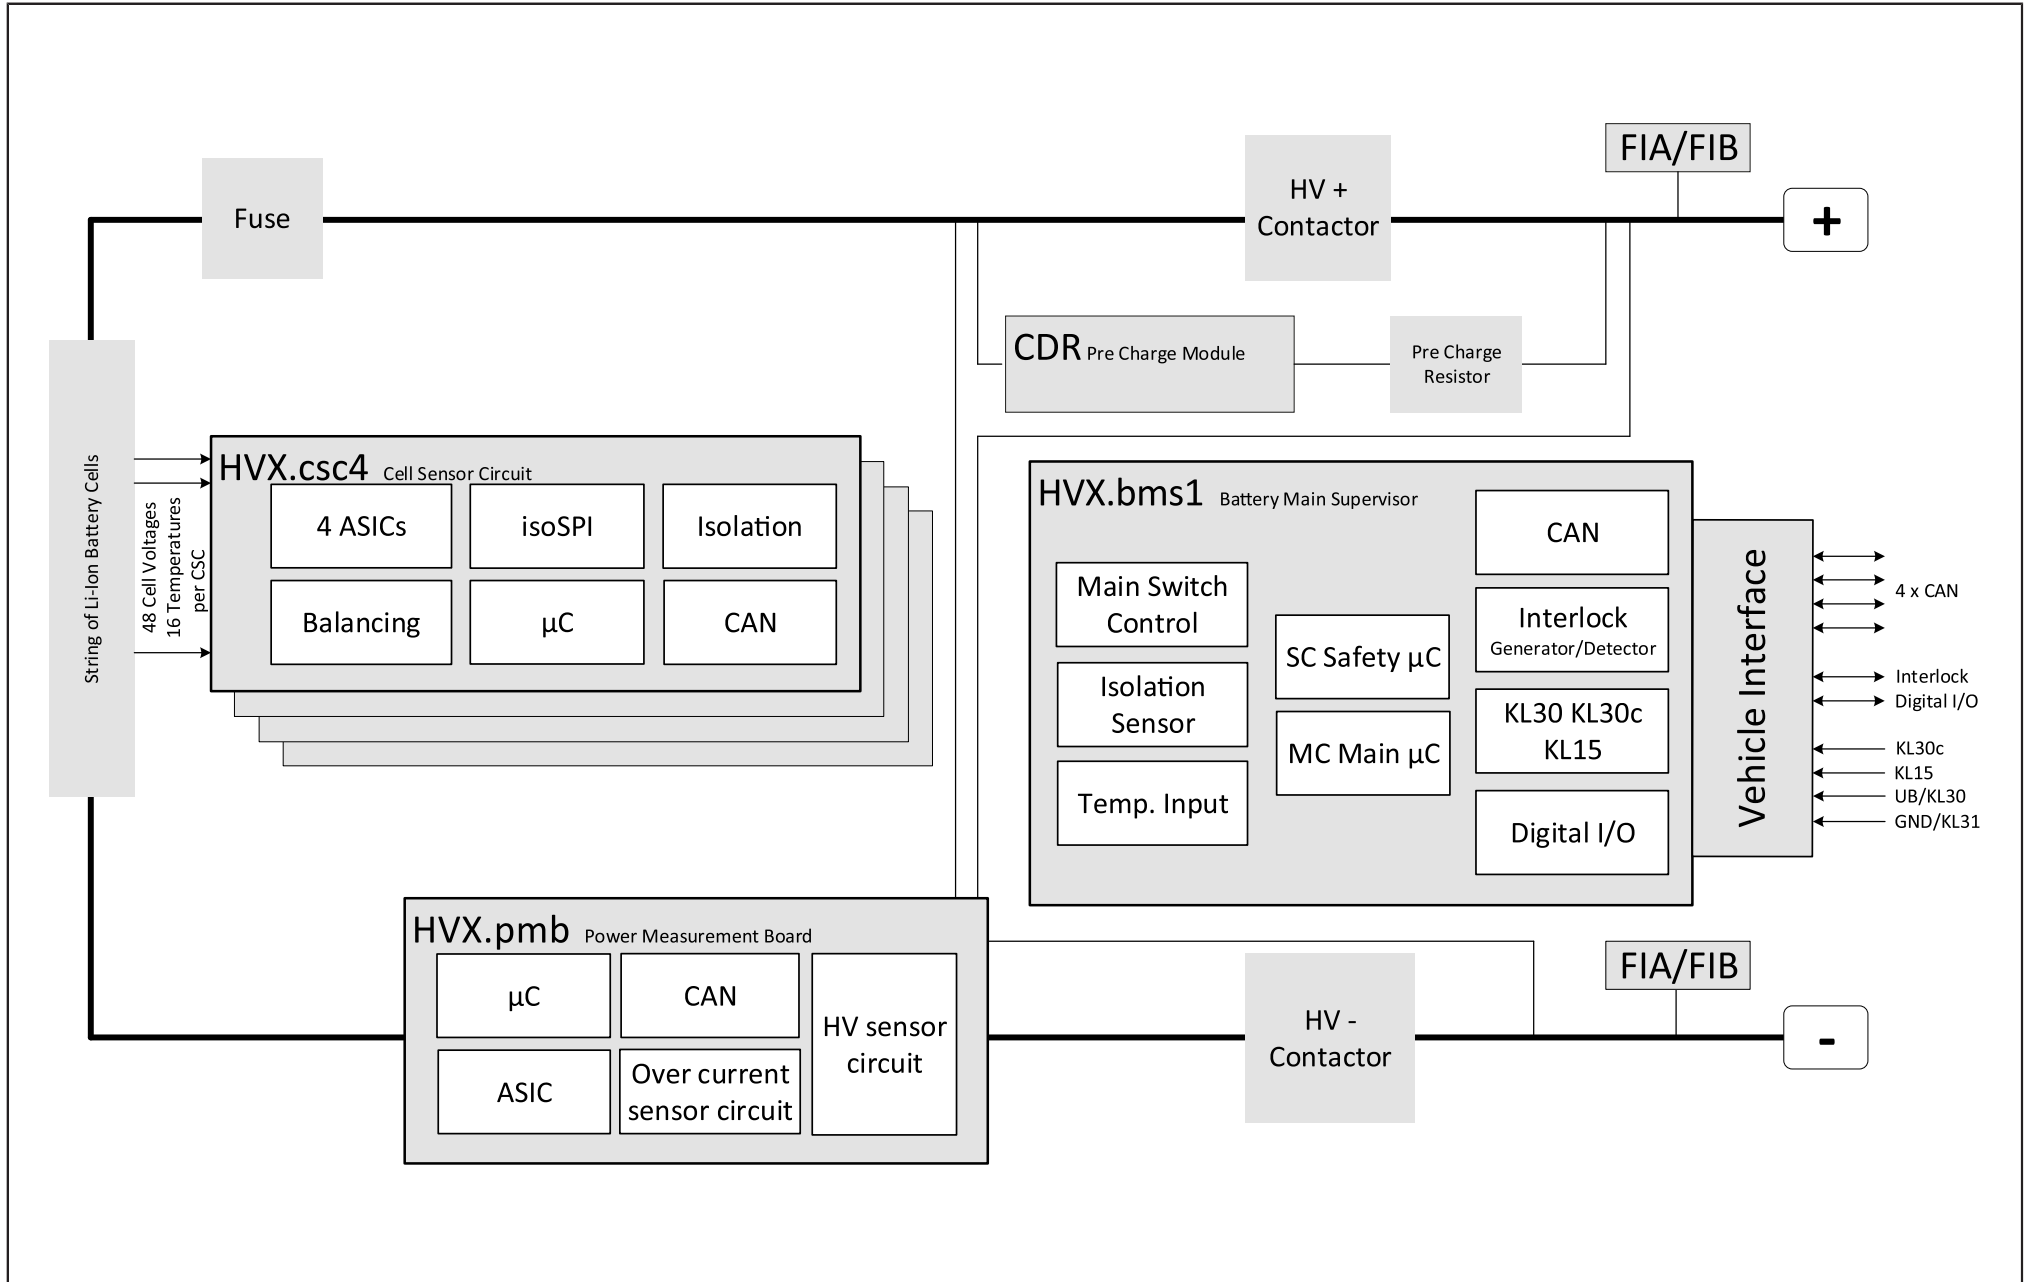 FIA/FIB
HV +
Contactor
Fuse
+
CDR Pre Charge Module
Pre Charge
Resistor
String of Li-Ion Battery Cells
48 Cell Voltages
16 Temperatures
per CSC
HVX.csc4 Cell Sensor Circuit
4 ASICs
isoSPI
Isolation
Balancing
µC
CAN
HVX.bms1 Battery Main Supervisor
Main Switch
Control
Isolation
Sensor
Temp. Input
SC Safety µC
MC Main µC
CAN
Interlock
Generator/Detector
KL30 KL30c
KL15
Digital I/O
Vehicle Interface
4 x CAN
Interlock
Digital I/O
KL30c
KL15
UB/KL30
GND/KL31
HVX.pmb Power Measurement Board
µC
CAN
HV sensor
circuit
ASIC
Over current
sensor circuit
HV -
Contactor
FIA/FIB
-